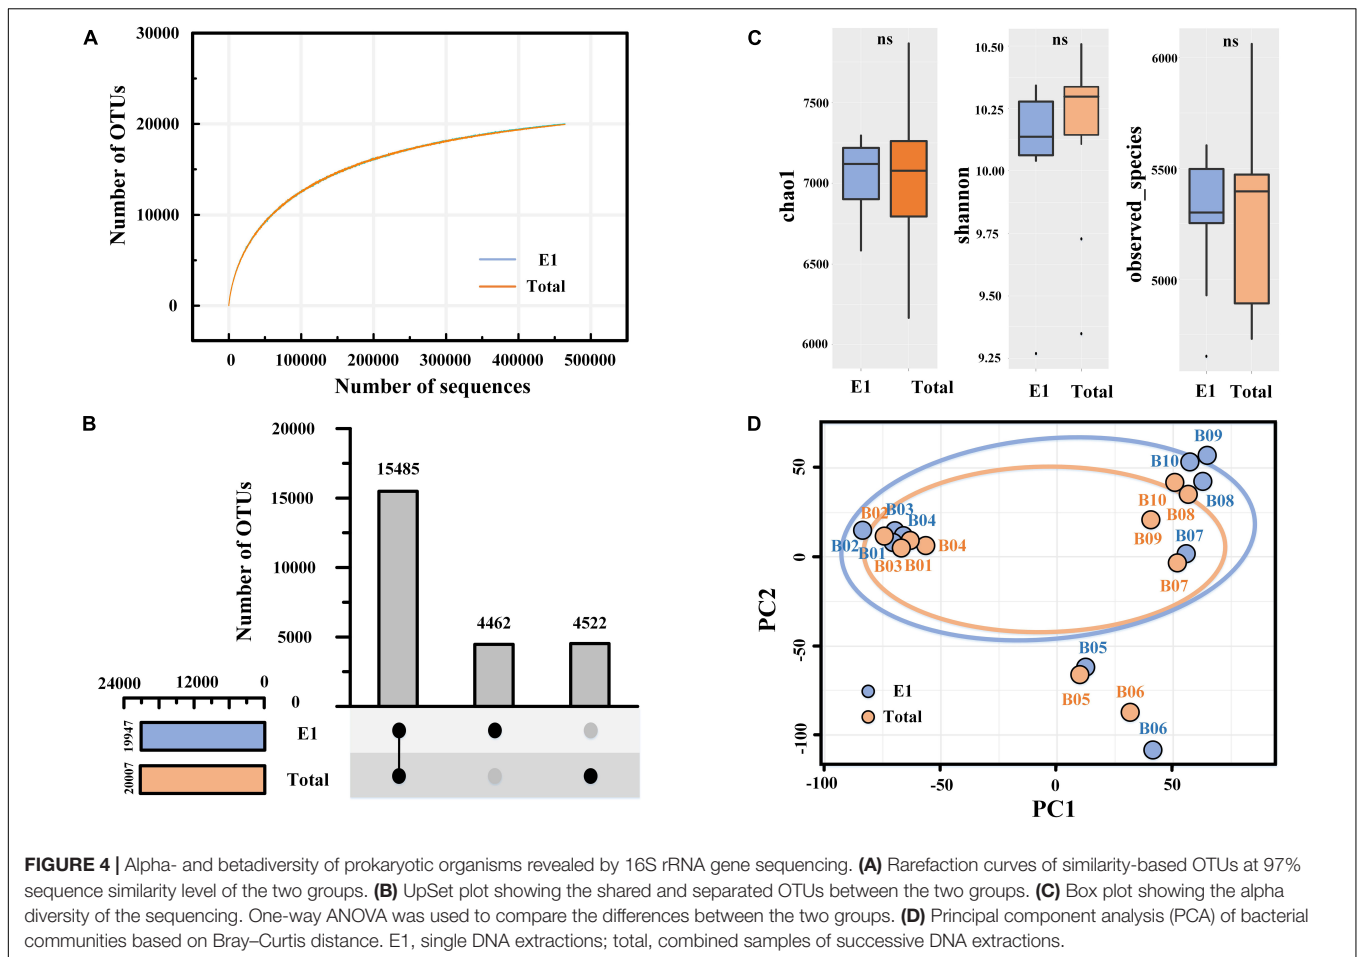 A
30000
20000
10000
0
Number of OTUs
E1
Total
0 100000 200000 300000 400000 500000
Number of sequences
B
20000
15000
10000
5000
0
Number of OTUs
15485
4462
4522
24000 12000 0
19947
E1
20007
Total
C
ns
7500
7000
6500
6000
chao1
E1 Total
ns
10.50
10.25
10.00
9.75
9.50
9.25
shannon
E1 Total
ns
6000
5500
5000
observed_species
E1 Total
D
50
0
-50
-100
PC2
B09
B10
B08
B10
B08
B09
B07
B07
B02
B03
B04
B02
B01
B03
B01
B04
B05
B05
B06
B06
E1
Total
-100 -50 0 50
PC1
FIGURE 4 | Alpha- and betadiversity of prokaryotic organisms revealed by 16S rRNA gene sequencing. (A) Rarefaction curves of similarity-based OTUs at 97%
sequence similarity level of the two groups. (B) UpSet plot showing the shared and separated OTUs between the two groups. (C) Box plot showing the alpha
diversity of the sequencing. One-way ANOVA was used to compare the differences between the two groups. (D) Principal component analysis (PCA) of bacterial
communities based on Bray–Curtis distance. E1, single DNA extractions; total, combined samples of successive DNA extractions.